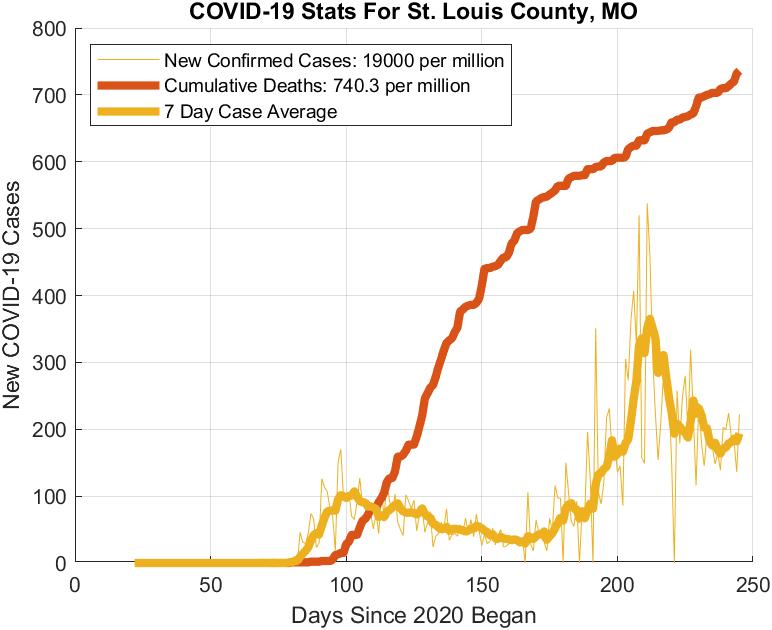 COVID-19 Stats For St. Louis County, MO
800
New Confirmed Cases: 19000 per million
Cumulative Deaths: 740.3 per million
7 Day Case Average
700
600
500
400
300
200
100
0
New COVID-19 Cases
0 50 100 150 200 250
Days Since 2020 Began